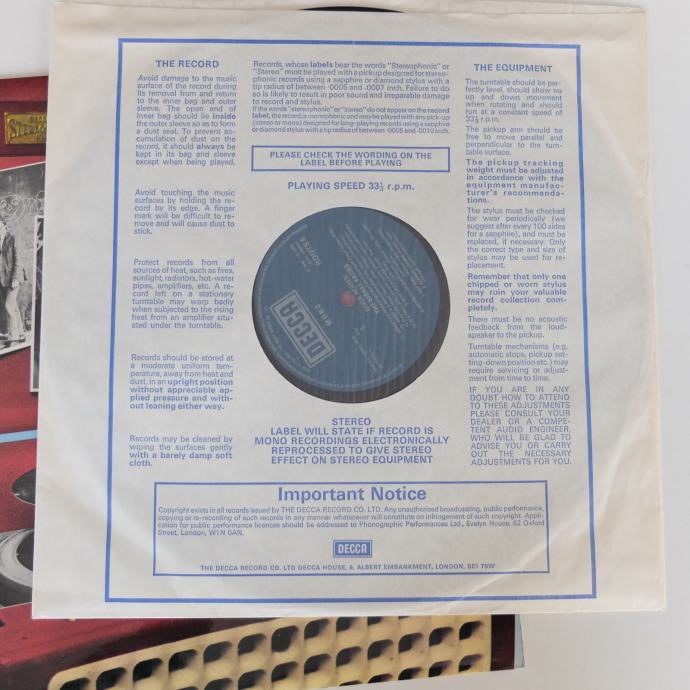 THE RECORD
Avoid damage to the music
surface of the record during
its removal from and return
to the inner bag and outer
sleeve. The open end of
inner bag should lie inside
the outer sleeve so as to form
a dust seal. To prevent ac-
cumulation of dust on the
record, it should always be
kept in its bag and sleeve
except when being played.
Avoid touching the music
surfaces by holding the re-
cord by its edge. A finger
mark will be difficult to re-
move and will cause dust to
stick.
Protect records from all
sources of heat, such as fires,
sunlight, radiators, hot-water
pipes, amplifiers, etc. A re-
cord left on a stationary
turntable may warp badly
when subjected to the rising
heat from an amplifier situ-
ated under the turntable.
Records should be stored at
a moderate uniform tem-
perature, away from heat and
dust, in an upright position
without appreciable ap-
plied pressure and with-
out leaning either way.
Records may be cleaned by
wiping the surfaces gently
with a barely damp soft
cloth.
Records, whose labels bear the words "Stereophonic" or
"Stereo" must be played with a pickup designed for stereo-
phonic records using a sapphire or diamond stylus with a
tip radius of between ·0005 and ·0007 inch. Failure to do
so is likely to result in poor sound and irreparable damage
to record and stylus.
If the words "stereophonic" or "stereo" do not appear on the record
label, the record is monophonic and may be played with any pick-up
(stereo or mono) designed for long-playing records using a sapphire
or diamond stylus with a tip radius of between ·0005 and ·0010 inch.
PLEASE CHECK THE WORDING ON THE
LABEL BEFORE PLAYING
PLAYING SPEED 33⅓ r.p.m.
DECCA
MONO
ROOTS 5
STEREO
LABEL WILL STATE IF RECORD IS
MONO RECORDINGS ELECTRONICALLY
REPROCESSED TO GIVE STEREO
EFFECT ON STEREO EQUIPMENT
THE EQUIPMENT
The turntable should be per-
fectly level, should show no
up and down movement
when rotating and should
run at a constant speed of
33⅓ r.p.m.
The pickup arm should be
free to move parallel and
perpendicular to the turn-
table surface.
The pickup tracking
weight must be adjusted
in accordance with the
equipment manufac-
turer's recommenda-
tions.
The stylus must be checked
for wear periodically (we
suggest after every 100 sides
for a sapphire), and must be
replaced, if necessary. Only
the correct type and size of
stylus may be used for re-
placement.
Remember that only one
chipped or worn stylus
may ruin your valuable
record collection com-
pletely.
There must be no acoustic
feedback from the loud-
speaker to the pickup.
Turntable mechanisms (e.g.
automatic stops, pickup set-
ting-down position etc.) may
require servicing or adjust-
ment from time to time.
IF YOU ARE IN ANY
DOUBT HOW TO ATTEND
TO THESE ADJUSTMENTS
PLEASE CONSULT YOUR
DEALER OR A COMPE-
TENT AUDIO ENGINEER,
WHO WILL BE GLAD TO
ADVISE YOU OR CARRY
OUT THE NECESSARY
ADJUSTMENTS FOR YOU.
Important Notice
Copyright exists in all records issued by THE DECCA RECORD CO. LTD. Any unauthorised broadcasting, public performance,
copying or re-recording of such records in any manner whatsoever will constitute an infringement of such copyright. Appli-
cation for public performance licences should be addressed to Phonographic Performances Ltd., Evelyn House, 62 Oxford
Street, London, W1N 0AN.
DECCA
THE DECCA RECORD CO. LTD DECCA HOUSE, 9, ALBERT EMBANKMENT, LONDON, SE1 7SW